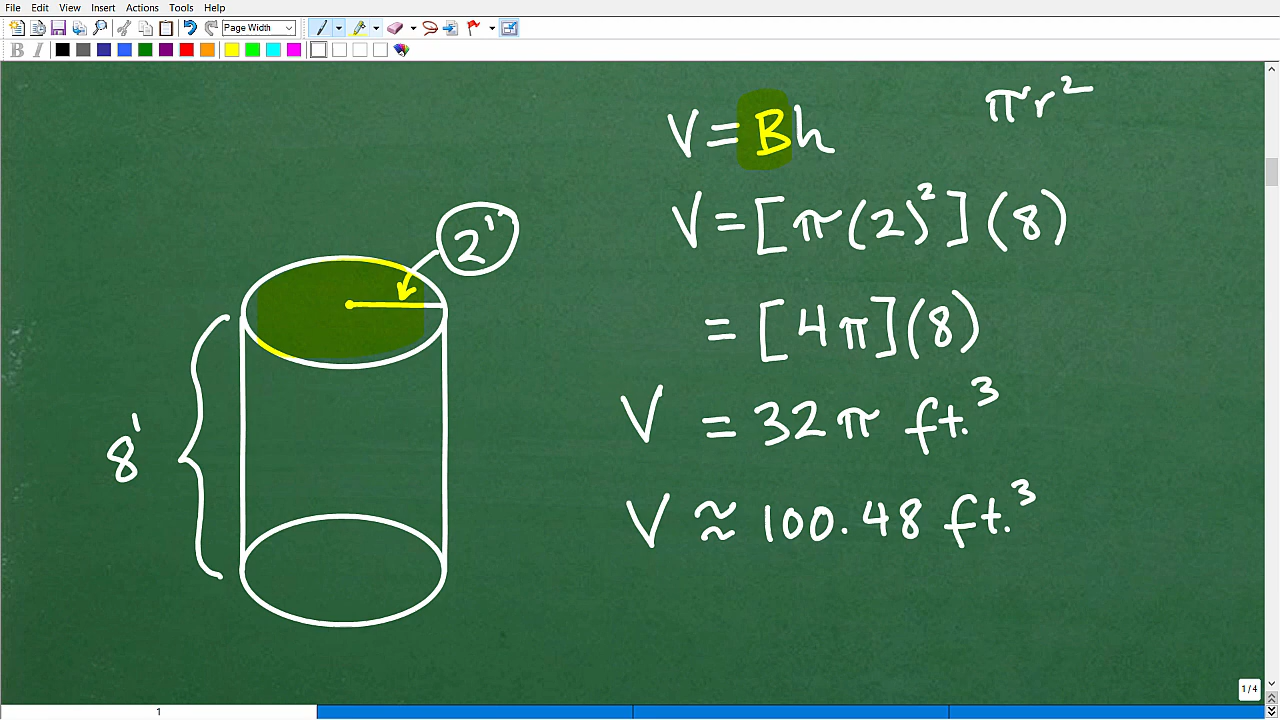 File Edit View Insert Actions Tools Help
Page Width
B I
πr²
V = Bh
V = [π(2)²](8)
2'
= [4π](8)
8'
V = 32π ft.³
V ≈ 100.48 ft.³
1/4
1